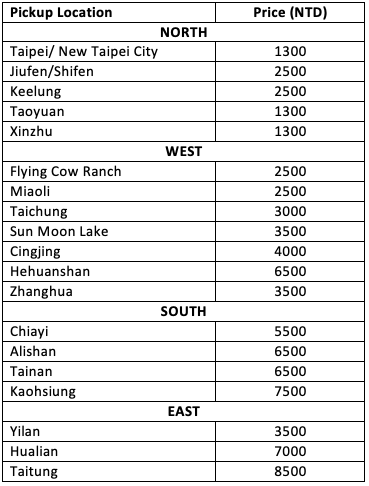 Pickup Location Price (NTD)
NORTH
Taipei/ New Taipei City 1300
Jiufen/Shifen 2500
Keelung 2500
Taoyuan 1300
Xinzhu 1300
WEST
Flying Cow Ranch 2500
Miaoli 2500
Taichung 3000
Sun Moon Lake 3500
Cingjing 4000
Hehuanshan 6500
Zhanghua 3500
SOUTH
Chiayi 5500
Alishan 6500
Tainan 6500
Kaohsiung 7500
EAST
Yilan 3500
Hualian 7000
Taitung 8500